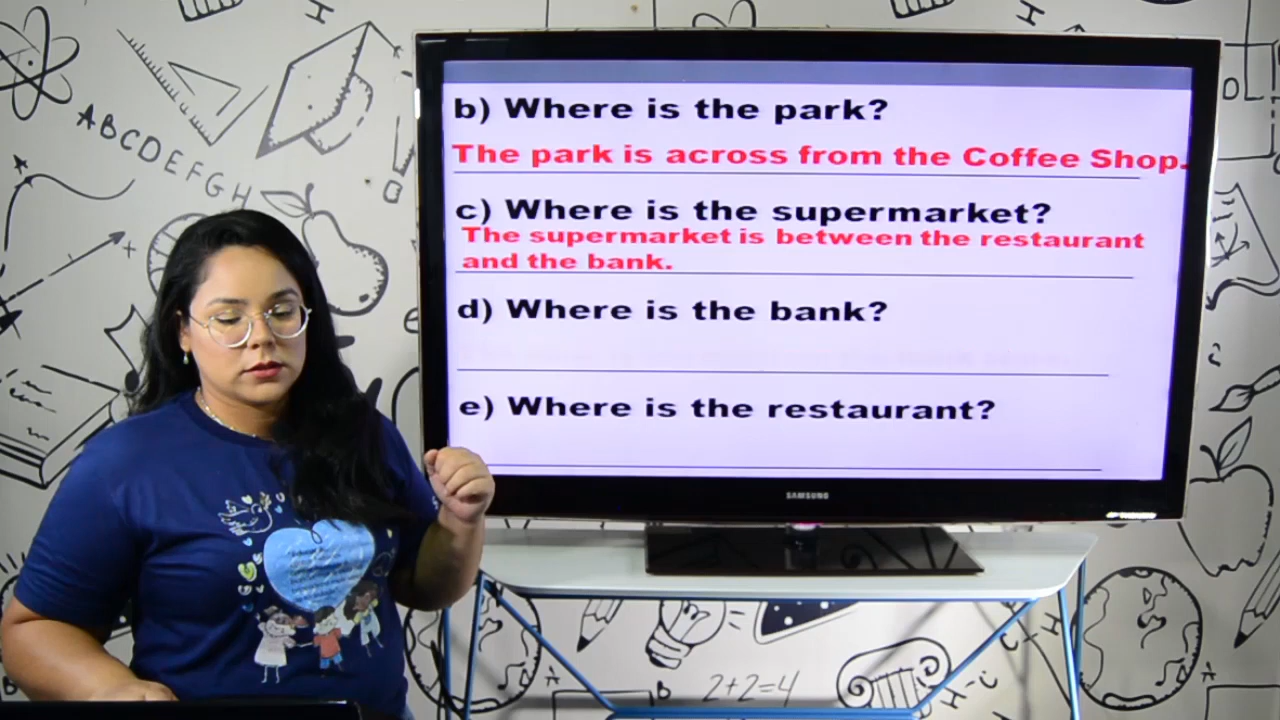 b) Where is the park?
The park is across from the Coffee Shop.
c) Where is the supermarket?
The supermarket is between the restaurant
and the bank.
d) Where is the bank?
e) Where is the restaurant?
SAMSUNG
ABCDEFGH
2+2=4